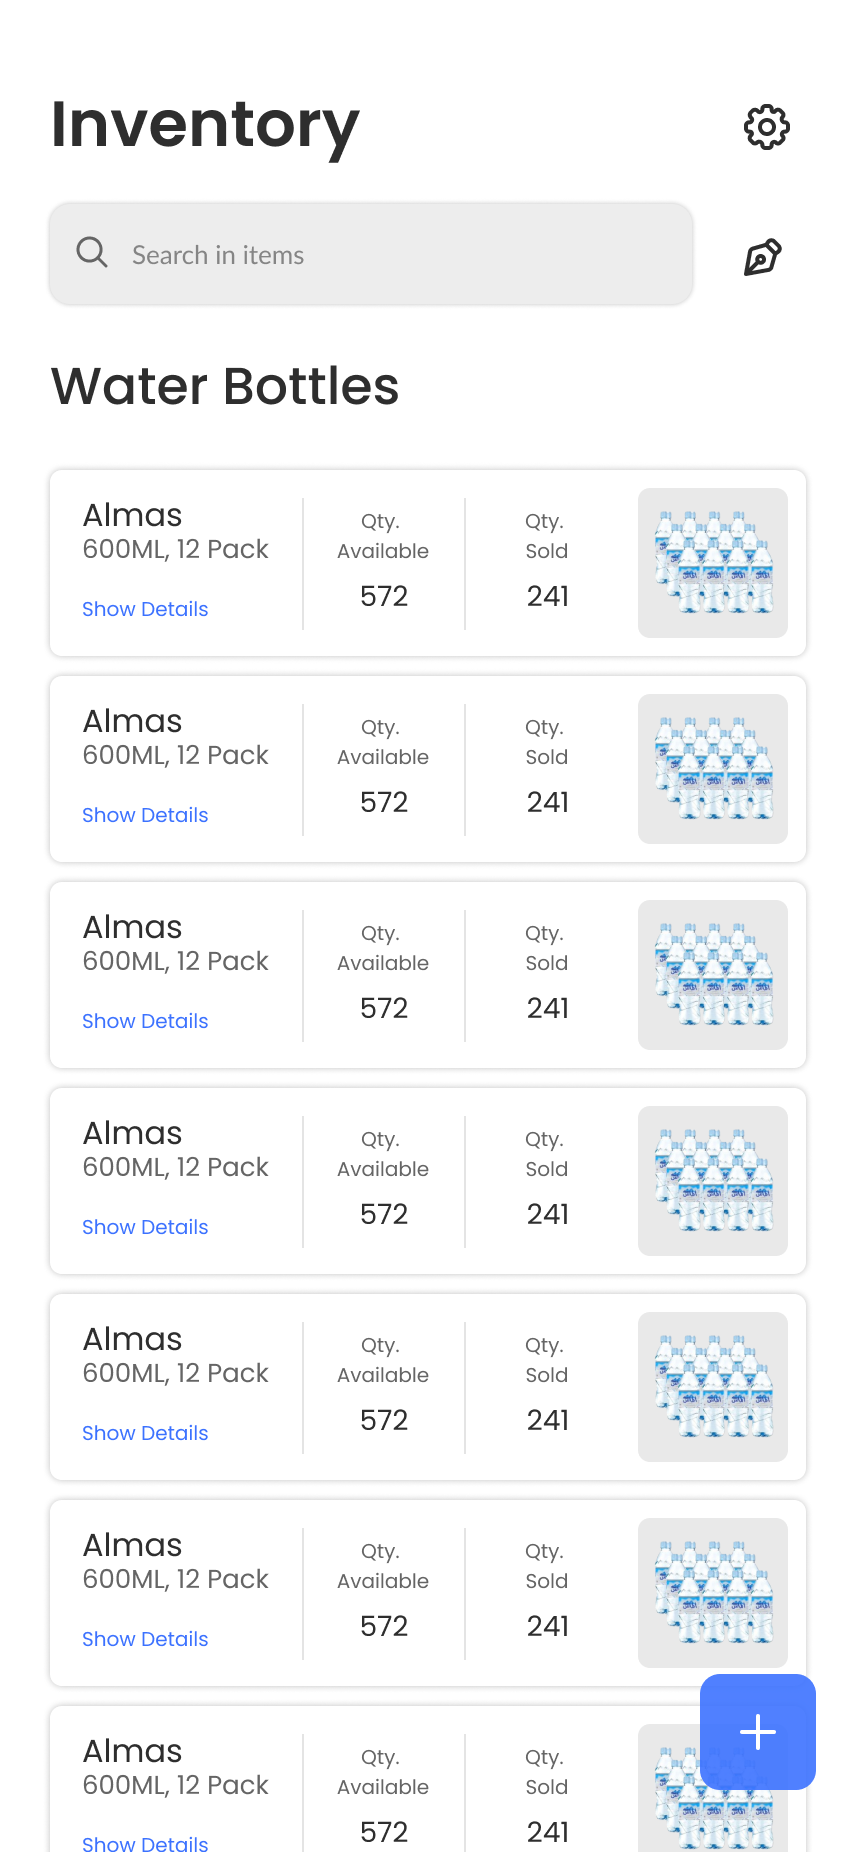 Inventory
Search in items
Water Bottles
Almas
600ML, 12 Pack
Show Details
Qty.
Available
572
Qty.
Sold
241
Almas
600ML, 12 Pack
Show Details
Qty.
Available
572
Qty.
Sold
241
Almas
600ML, 12 Pack
Show Details
Qty.
Available
572
Qty.
Sold
241
Almas
600ML, 12 Pack
Show Details
Qty.
Available
572
Qty.
Sold
241
Almas
600ML, 12 Pack
Show Details
Qty.
Available
572
Qty.
Sold
241
Almas
600ML, 12 Pack
Show Details
Qty.
Available
572
Qty.
Sold
241
Almas
600ML, 12 Pack
Show Details
Qty.
Available
572
Qty.
Sold
241